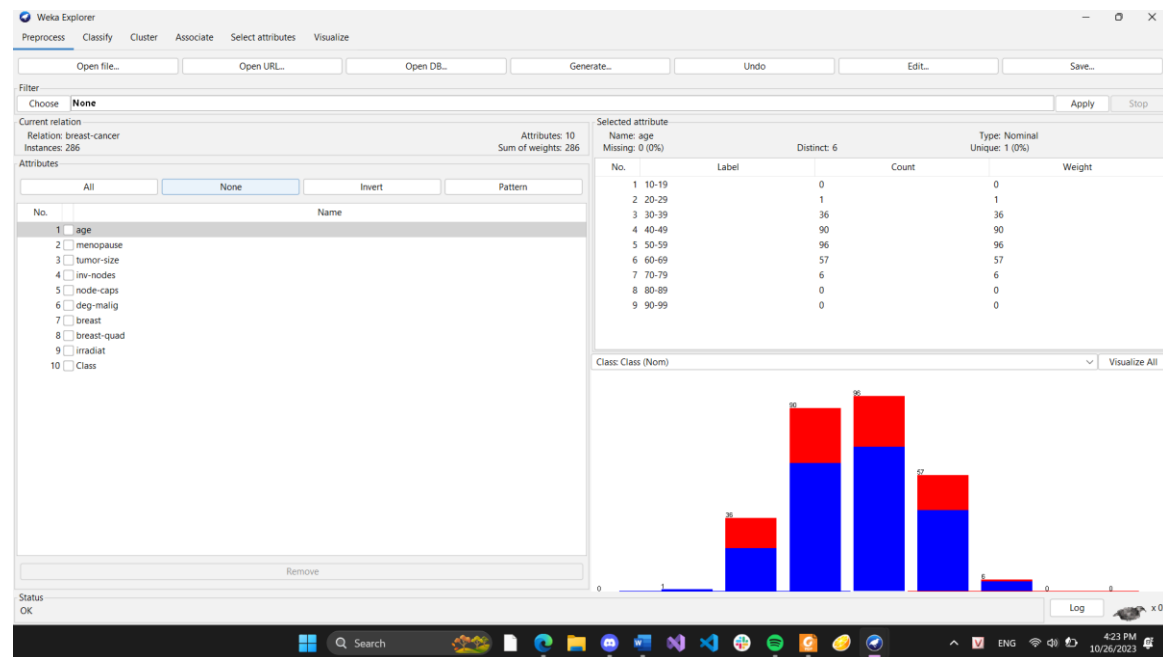 Weka Explorer
Preprocess Classify Cluster Associate Select attributes Visualize
Open file... Open URL... Open DB... Generate... Undo Edit... Save...
Filter
Choose None Apply Stop
Current relation
Relation: breast-cancer Attributes: 10
Instances: 286 Sum of weights: 286
Attributes
All None Invert Pattern
No. Name
1 age
2 menopause
3 tumor-size
4 inv-nodes
5 node-caps
6 deg-malig
7 breast
8 breast-quad
9 irradiat
10 Class
Remove
Selected attribute
Name: age Type: Nominal
Missing: 0 (0%) Distinct: 6 Unique: 1 (0%)
No. Label Count Weight
1 10-19 0 0
2 20-29 1 1
3 30-39 36 36
4 40-49 90 90
5 50-59 96 96
6 60-69 57 57
7 70-79 6 6
8 80-89 0 0
9 90-99 0 0
Class: Class (Nom) Visualize All
0 1 36 90 96 57 6 0 0
Status
OK Log x 0
Search V ENG 4:23 PM
10/26/2023